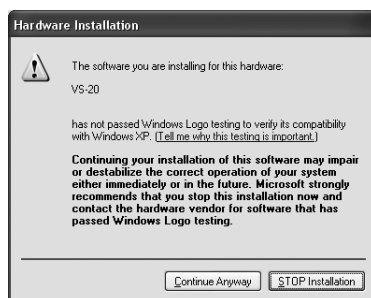 Hardware Installation
The software you are installing for this hardware:
VS-20
has not passed Windows Logo testing to verify its compatibility
with Windows XP. (Tell me why this testing is important.)
Continuing your installation of this software may impair
or destabilize the correct operation of your system
either immediately or in the future. Microsoft strongly
recommends that you stop this installation now and
contact the hardware vendor for software that has
passed Windows Logo testing.
Continue Anyway STOP Installation